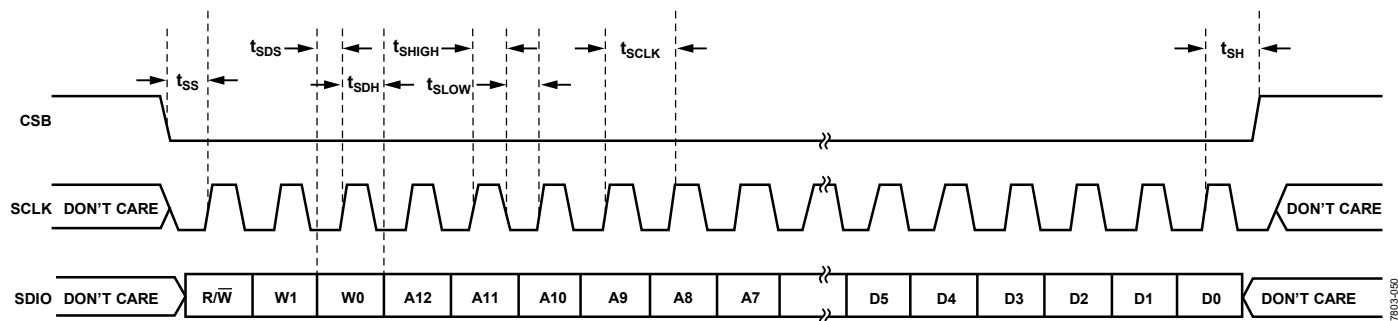 tSDS tSHIGH tSCLK tSH
tSS tSDH tSLOW
CSB
SCLK DON'T CARE DON'T CARE
SDIO DON'T CARE R/W̅ W1 W0 A12 A11 A10 A9 A8 A7 D5 D4 D3 D2 D1 D0 DON'T CARE
7803-050